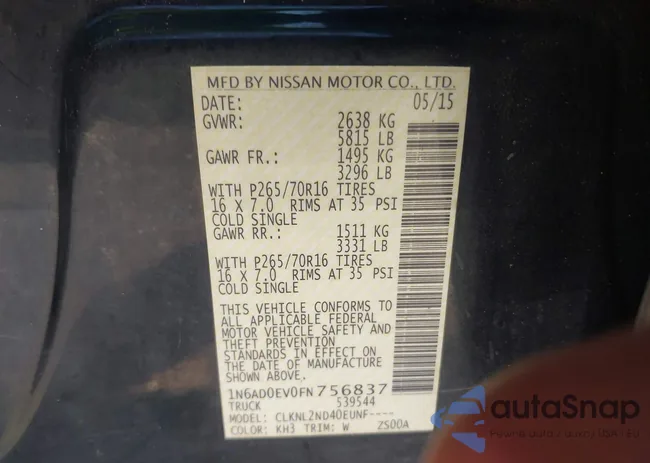 MFD BY NISSAN MOTOR CO., LTD.
DATE: 05/15
GVWR: 2638 KG
5815 LB
GAWR FR.: 1495 KG
3296 LB
WITH P265/70R16 TIRES
16 X 7.0 RIMS AT 35 PSI
COLD SINGLE
GAWR RR.: 1511 KG
3331 LB
WITH P265/70R16 TIRES
16 X 7.0 RIMS AT 35 PSI
COLD SINGLE
THIS VEHICLE CONFORMS TO
ALL APPLICABLE FEDERAL
MOTOR VEHICLE SAFETY AND
THEFT PREVENTION
STANDARDS IN EFFECT ON
THE DATE OF MANUFACTURE
SHOWN ABOVE.
1N6AD0EV0FN756837
TRUCK 539544
MODEL: CLKNL2ND40EUNF----
COLOR: KH3 TRIM: W ZS00A
autoSnap